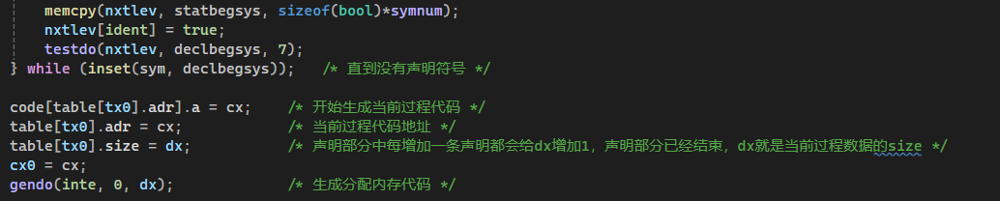 memcpy(nxtlev, statbegsys, sizeof(bool)*symnum);
nxtlev[ident] = true;
testdo(nxtlev, declbegsys, 7);
} while (inset(sym, declbegsys)); /* 直到没有声明符号 */
code[table[tx0].adr].a = cx; /* 开始生成当前过程代码 */
table[tx0].adr = cx; /* 当前过程代码地址 */
table[tx0].size = dx; /* 声明部分中每增加一条声明都会给dx增加1，声明部分已经结束，dx就是当前过程数据的size */
cx0 = cx;
gendo(inte, 0, dx); /* 生成分配内存代码 */